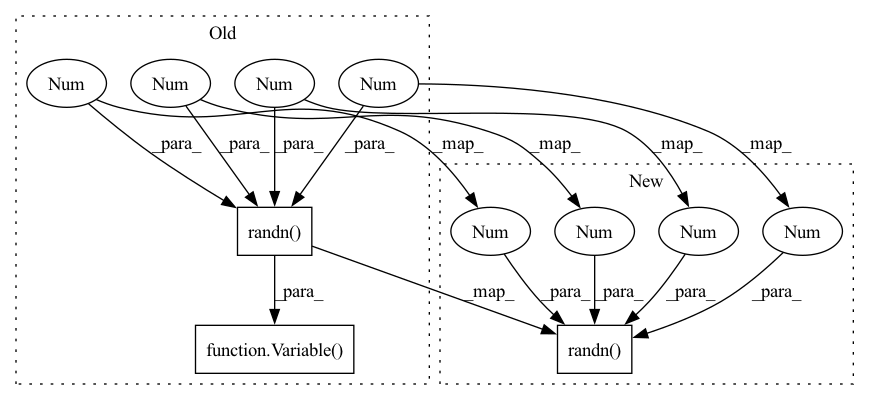 Old
Num Num Num Num
_para_ _para_ _para_ _para_ _map_ _map_ _map_ _map_
New
randn() Num Num Num Num
_para_ _map_ _para_ _para_ _para_ _para_
function.Variable() randn()